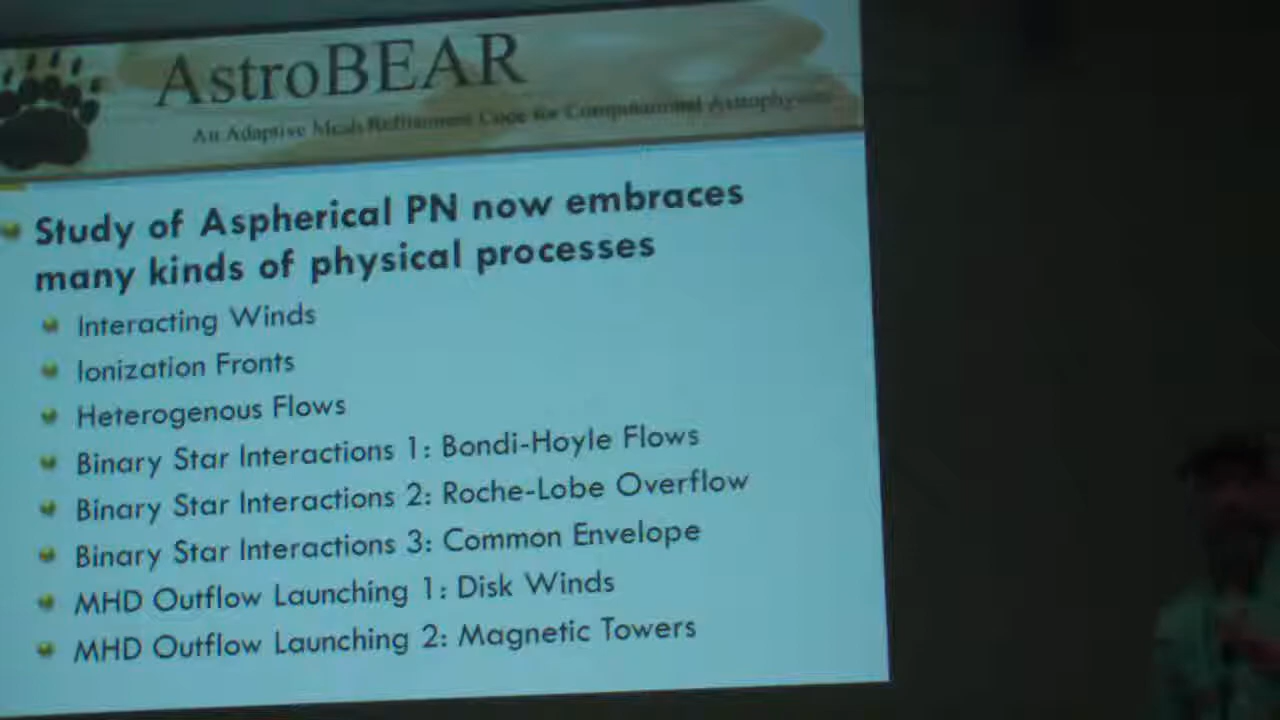 AstroBEAR
An Adaptive Mesh Refinement Code for Computational Astrophysics
Study of Aspherical PN now embraces
many kinds of physical processes
Interacting Winds
Ionization Fronts
Heterogenous Flows
Binary Star Interactions 1: Bondi-Hoyle Flows
Binary Star Interactions 2: Roche-Lobe Overflow
Binary Star Interactions 3: Common Envelope
MHD Outflow Launching 1: Disk Winds
MHD Outflow Launching 2: Magnetic Towers